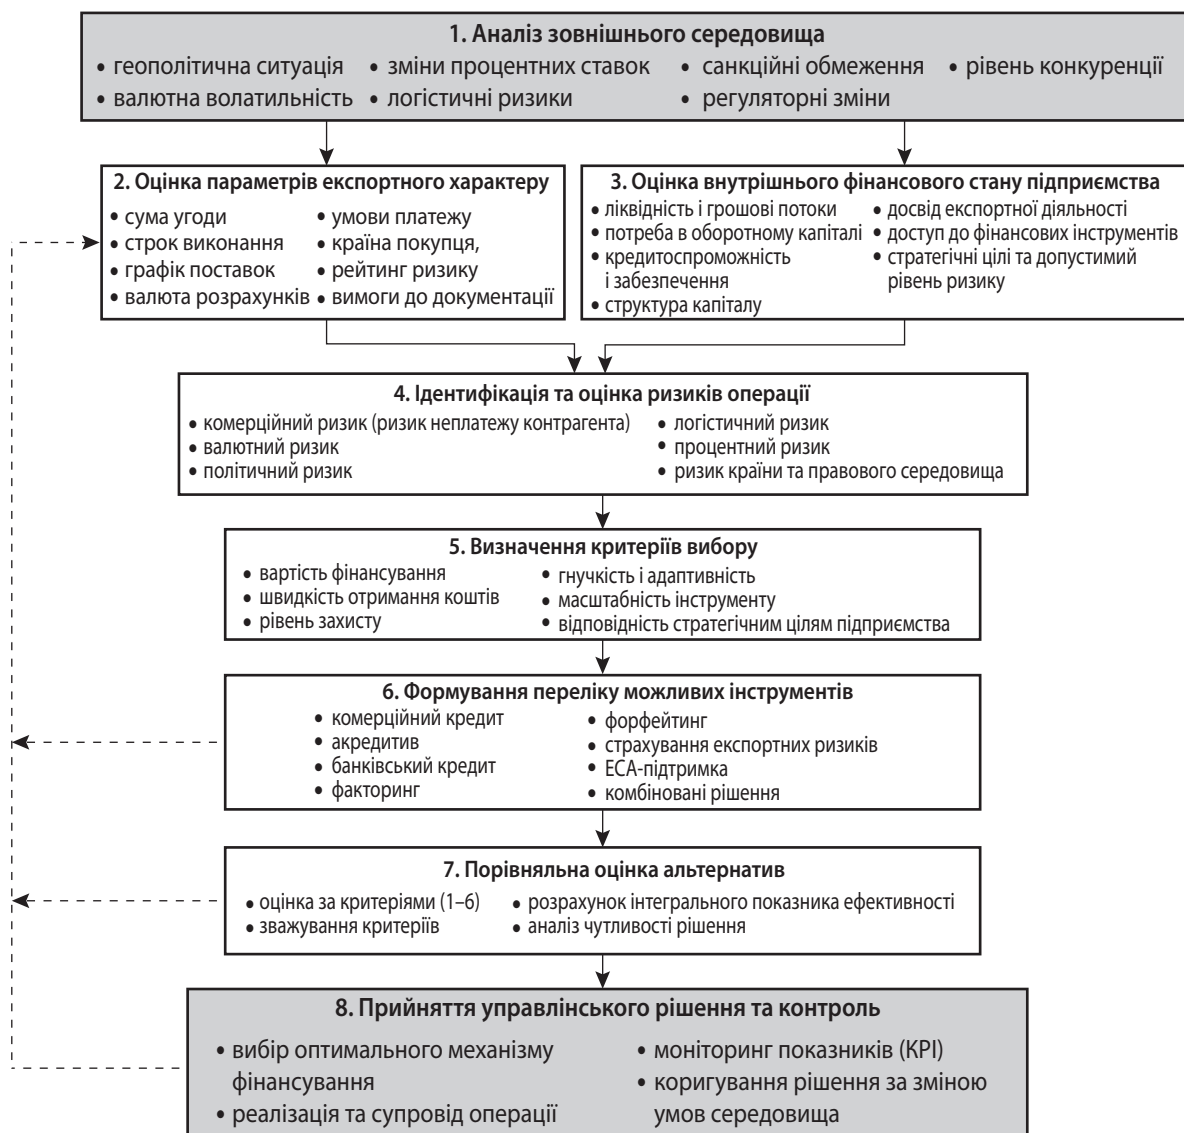 1. Аналіз зовнішнього середовища
• геополітична ситуація • зміни процентних ставок • санкційні обмеження • рівень конкуренції
• валютна волатильність • логістичні ризики • регуляторні зміни
2. Оцінка параметрів експортного характеру
• сума угоди
• строк виконання
• графік поставок
• валюта розрахунків
• умови платежу
• країна покупця,
• рейтинг ризику
• вимоги до документації
3. Оцінка внутрішнього фінансового стану підприємства
• ліквідність і грошові потоки
• потреба в оборотному капіталі
• кредитоспроможність
і забезпечення
• структура капіталу
• досвід експортної діяльності
• доступ до фінансових інструментів
• стратегічні цілі та допустимий
рівень ризику
4. Ідентифікація та оцінка ризиків операції
• комерційний ризик (ризик неплатежу контрагента)
• валютний ризик
• політичний ризик
• логістичний ризик
• процентний ризик
• ризик країни та правового середовища
5. Визначення критеріїв вибору
• вартість фінансування
• швидкість отримання коштів
• рівень захисту
• гнучкість і адаптивність
• масштабність інструменту
• відповідність стратегічним цілям підприємства
6. Формування переліку можливих інструментів
• комерційний кредит
• акредитив
• банківський кредит
• факторинг
• форфейтинг
• страхування експортних ризиків
• ЕСА-підтримка
• комбіновані рішення
7. Порівняльна оцінка альтернатив
• оцінка за критеріями (1–6)
• зважування критеріїв
• розрахунок інтегрального показника ефективності
• аналіз чутливості рішення
8. Прийняття управлінського рішення та контроль
• вибір оптимального механізму
фінансування
• реалізація та супровід операції
• моніторинг показників (KPI)
• коригування рішення за зміною
умов середовища